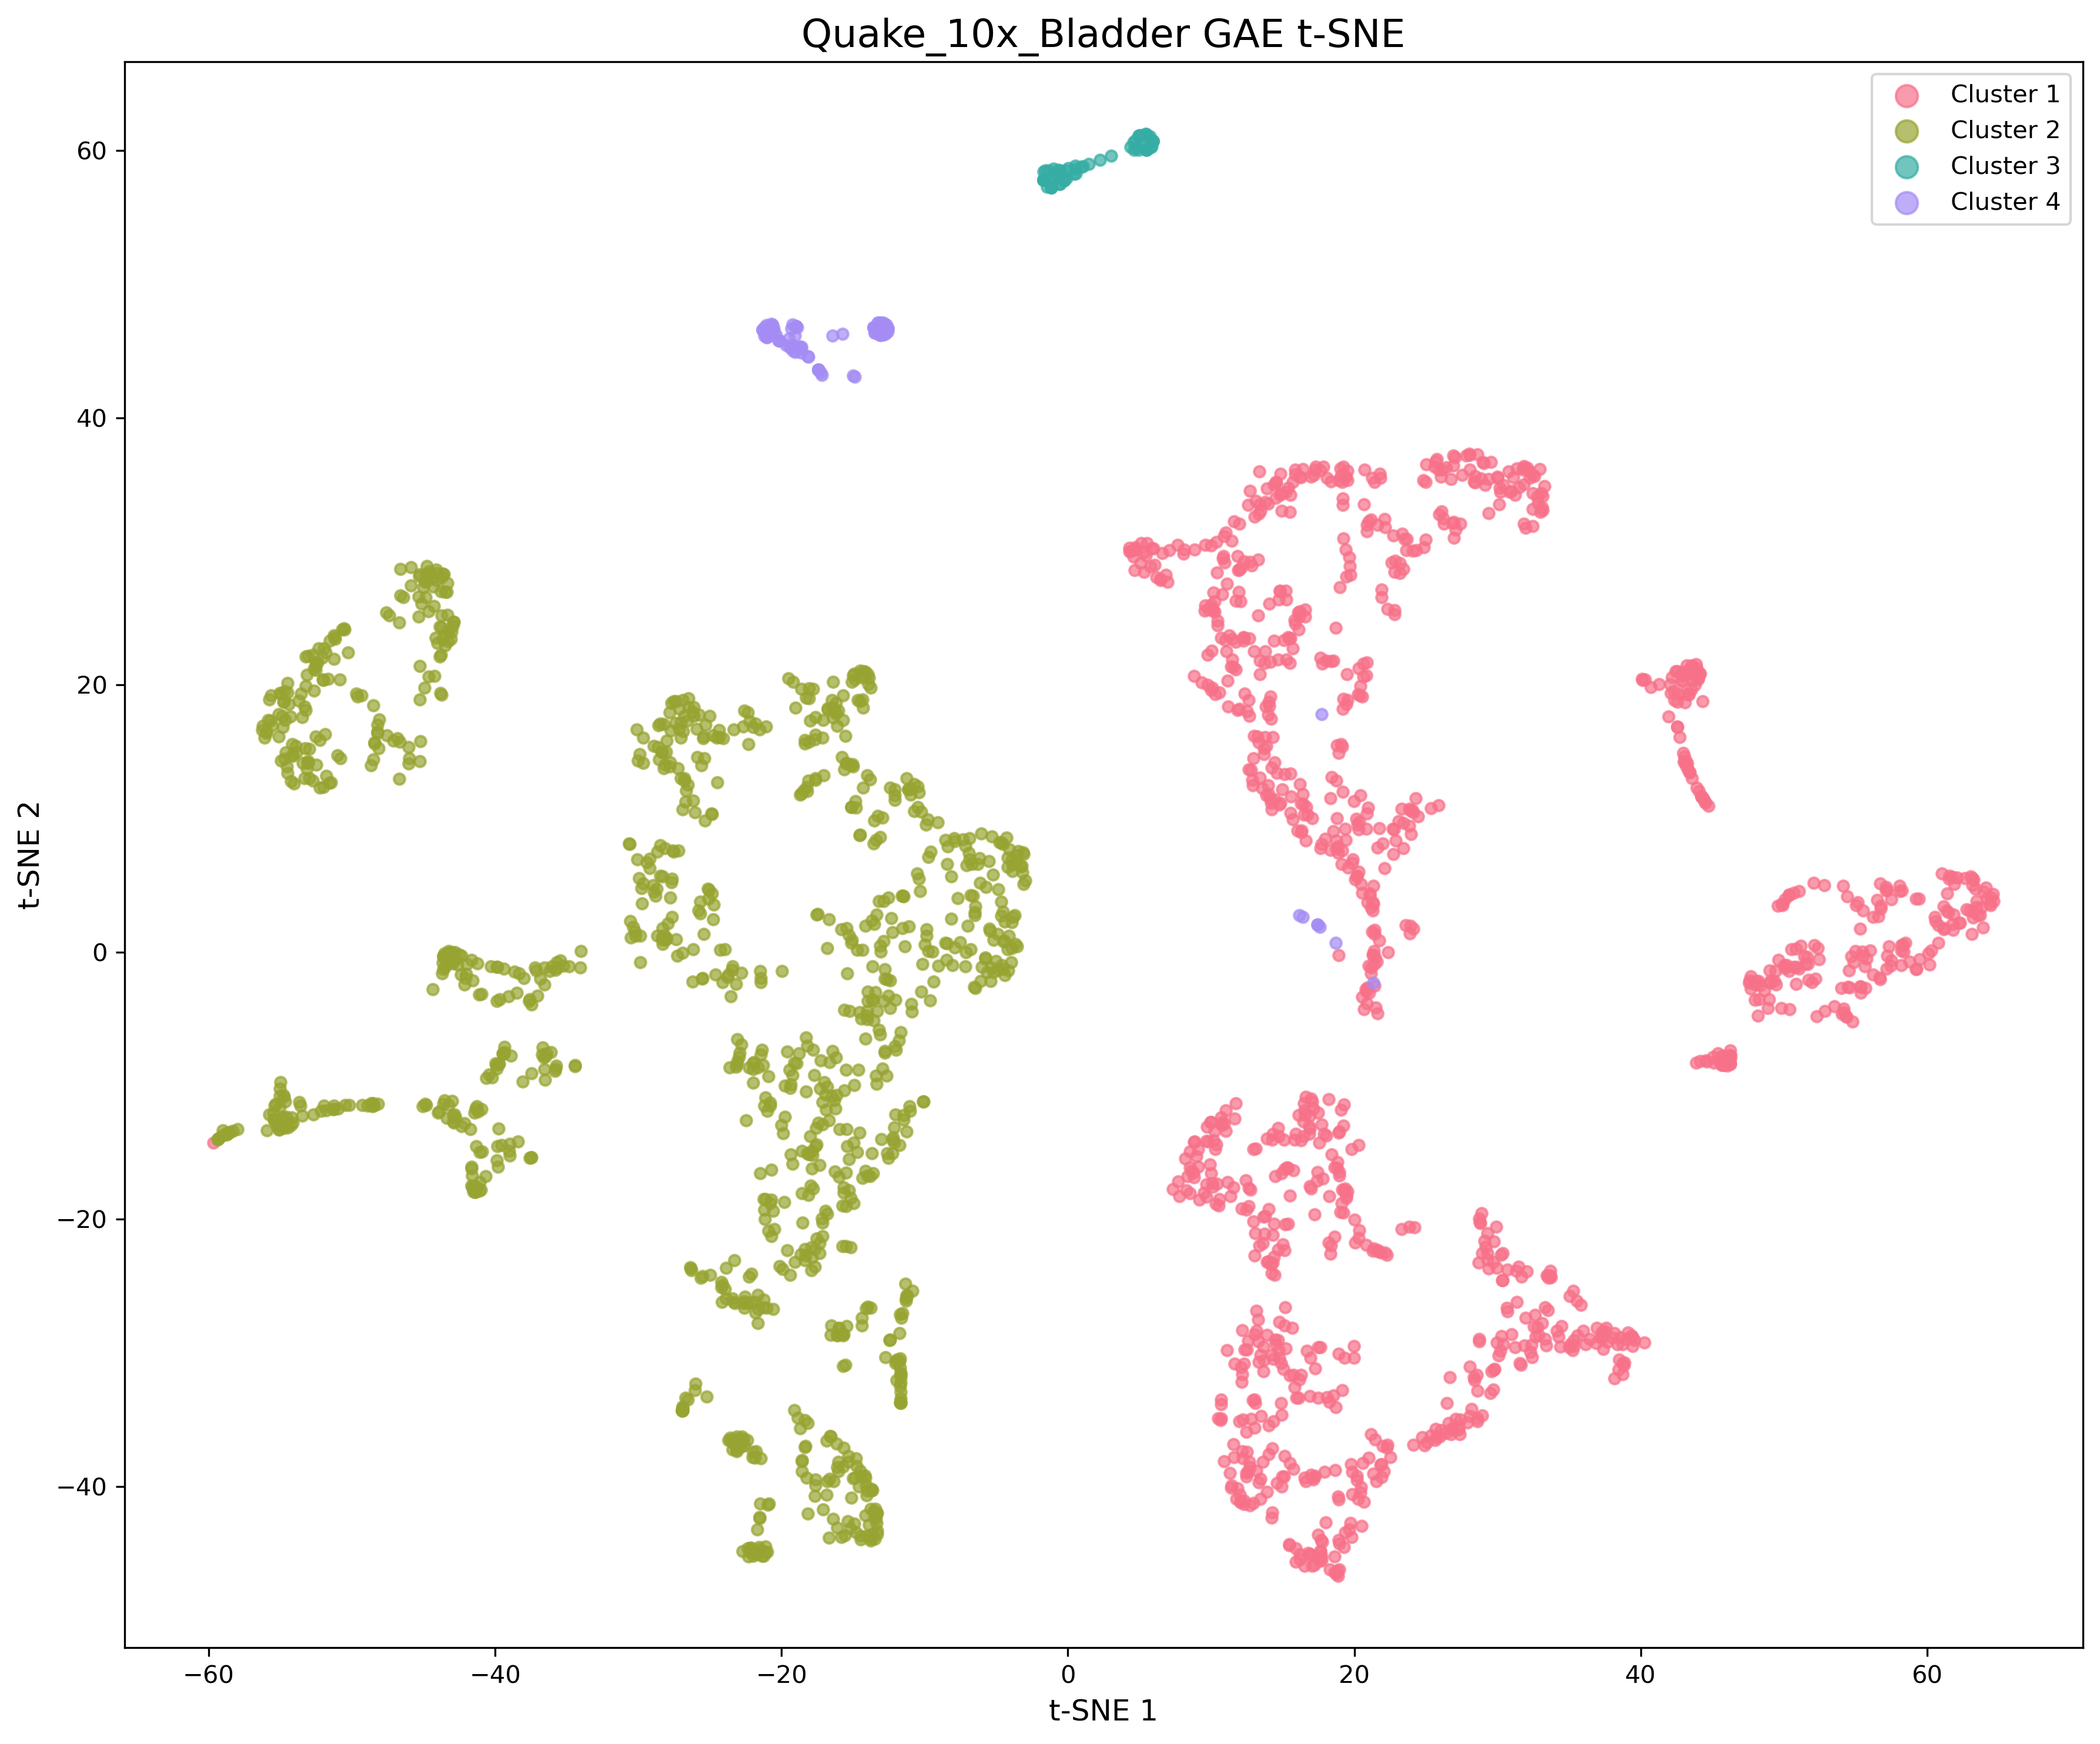 Quake_10x_Bladder GAE t-SNE
Cluster 1
Cluster 2
Cluster 3
Cluster 4
60
40
20
0
−20
−40
t-SNE 2
−60
−40
−20
0
20
40
60
t-SNE 1